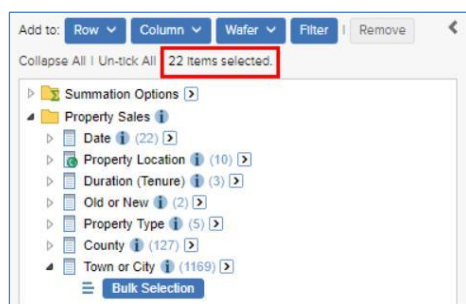 Add to: Row Column Wafer Filter | Remove
Collapse All | Un-tick All 22 items selected.
Summation Options
Property Sales
Date (22)
Property Location (10)
Duration (Tenure) (3)
Old or New (2)
Property Type (5)
County (127)
Town or City (1169)
Bulk Selection